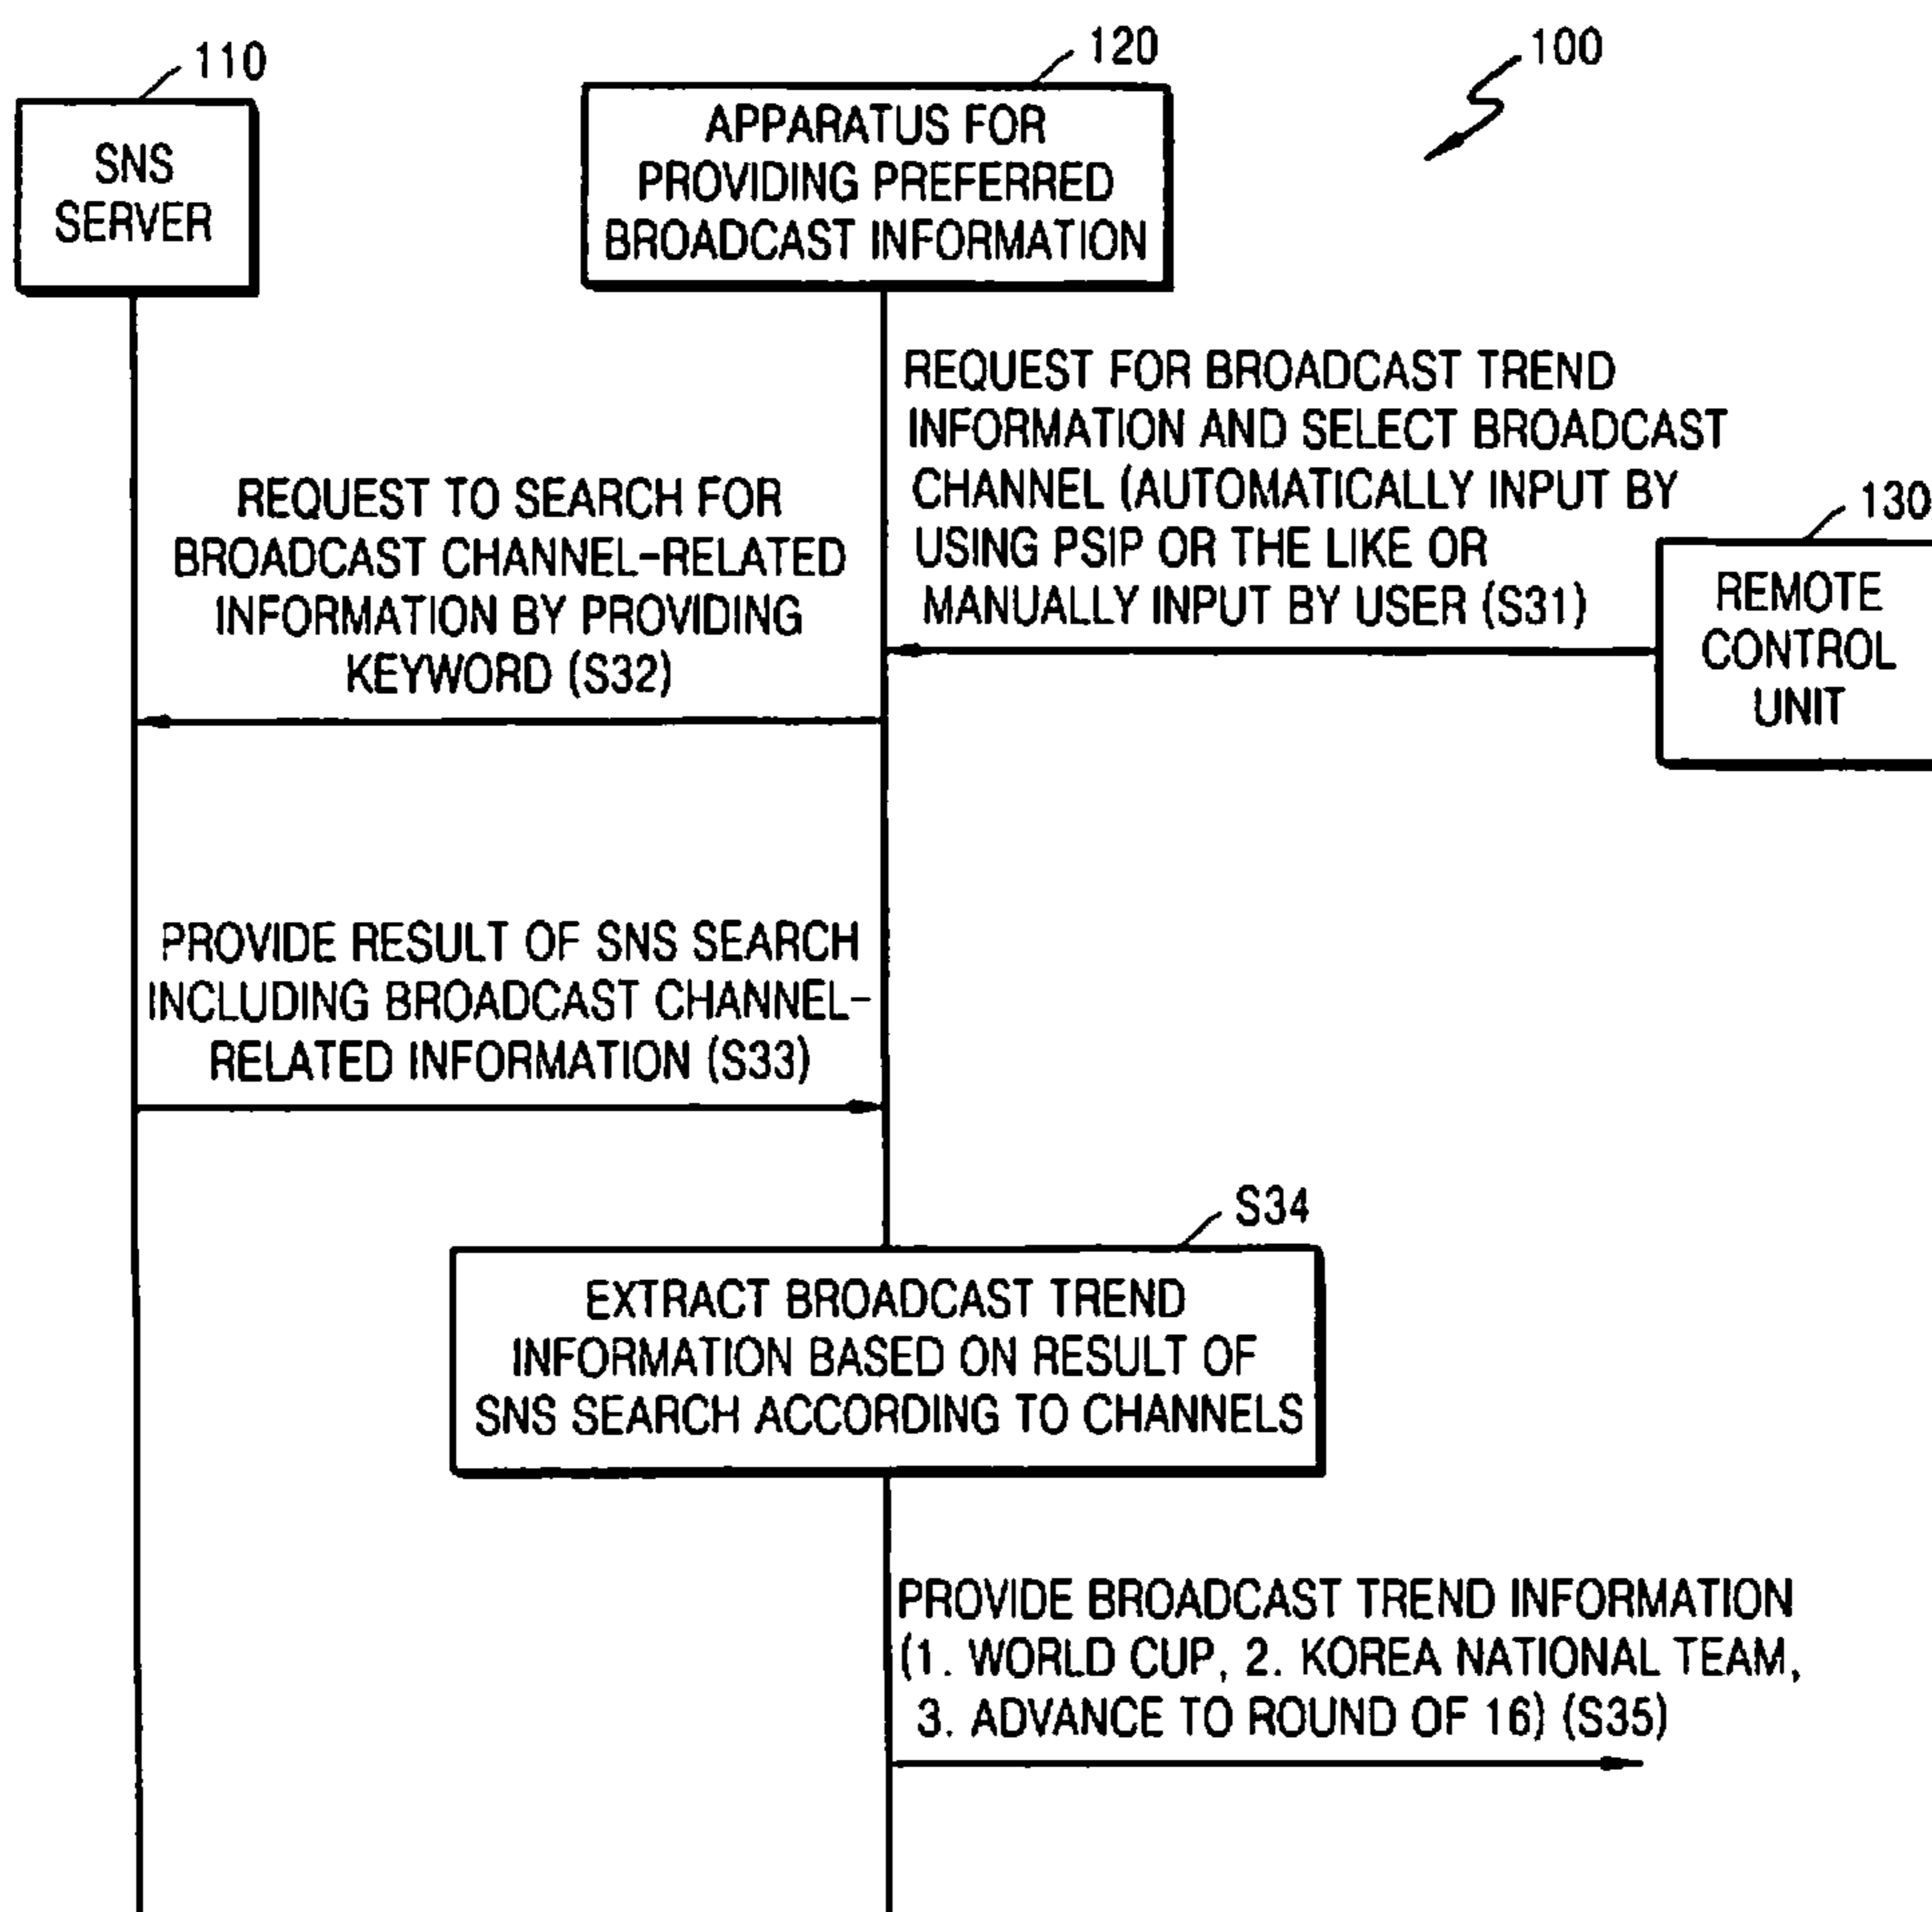 110
120
100
SNS
SERVER
APPARATUS FOR
PROVIDING PREFERRED
BROADCAST INFORMATION
REQUEST FOR BROADCAST TREND
INFORMATION AND SELECT BROADCAST
CHANNEL (AUTOMATICALLY INPUT BY
USING PSIP OR THE LIKE OR
MANUALLY INPUT BY USER (S31)
130
REMOTE
CONTROL
UNIT
REQUEST TO SEARCH FOR
BROADCAST CHANNEL-RELATED
INFORMATION BY PROVIDING
KEYWORD (S32)
PROVIDE RESULT OF SNS SEARCH
INCLUDING BROADCAST CHANNEL-
RELATED INFORMATION (S33)
S34
EXTRACT BROADCAST TREND
INFORMATION BASED ON RESULT OF
SNS SEARCH ACCORDING TO CHANNELS
PROVIDE BROADCAST TREND INFORMATION
(1. WORLD CUP, 2. KOREA NATIONAL TEAM,
3. ADVANCE TO ROUND OF 16) (S35)